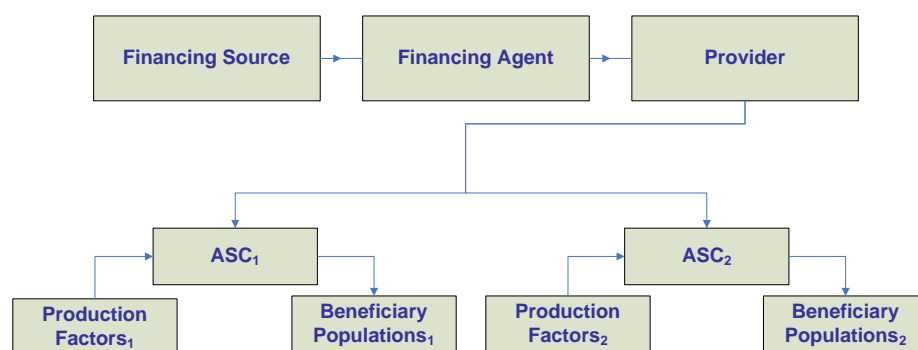 Financing Source
Financing Agent
Provider
ASC₁
ASC₂
Production
Factors₁
Beneficiary
Populations₁
Production
Factors₂
Beneficiary
Populations₂